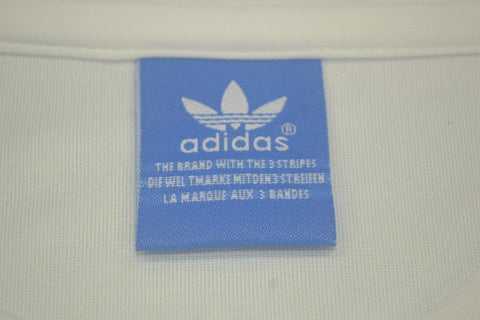 adidas®
THE BRAND WITH THE 3 STRIPES
DIE WEL TMARKE MITDEN3 STREIFEN
LA MARQUE AUX 3 BANDES